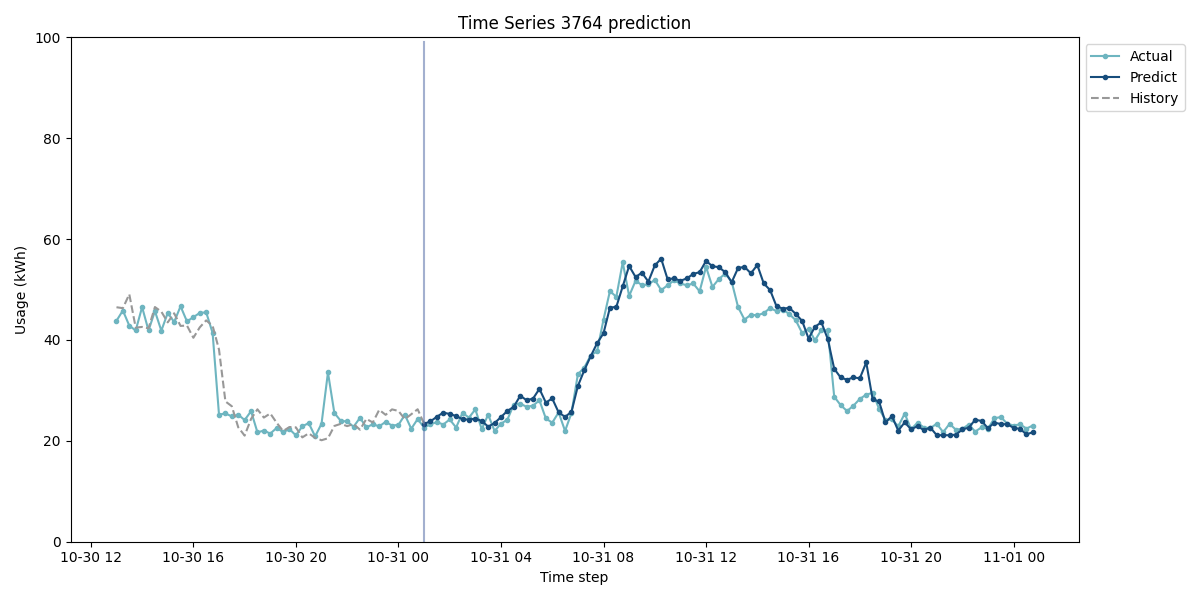 Time Series 3764 prediction
100
80
60
40
20
0
Usage (kWh)
10-30 12
10-30 16
10-30 20
10-31 00
10-31 04
10-31 08
10-31 12
10-31 16
10-31 20
11-01 00
Time step
Actual
Predict
History